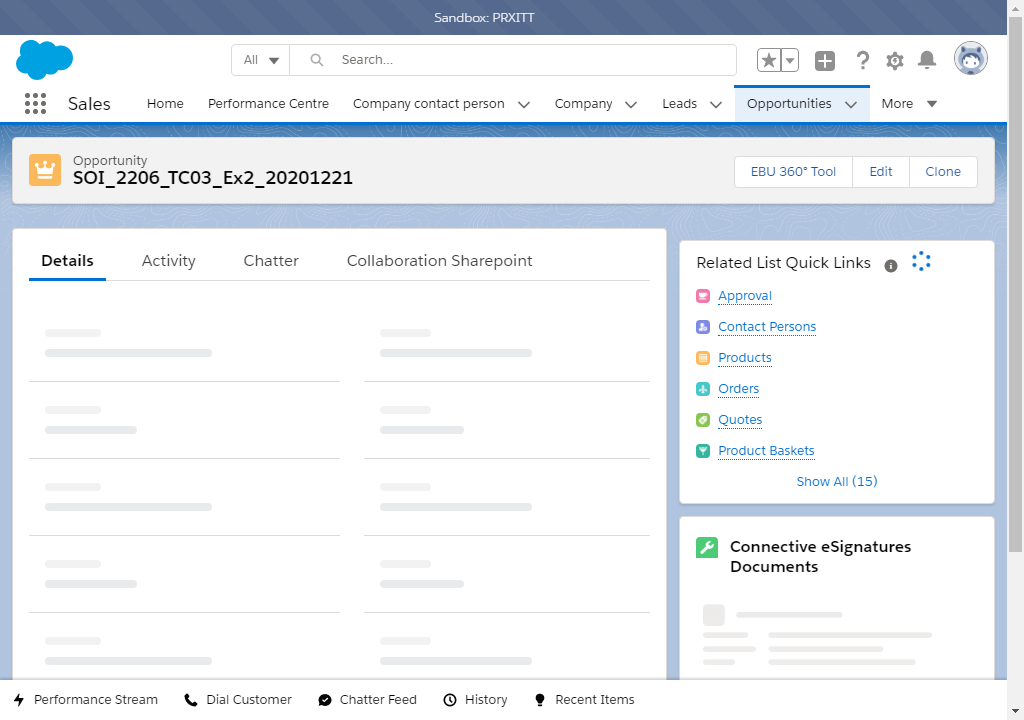 Sandbox: PRXITT
All
Search...
Sales
Home
Performance Centre
Company contact person
Company
Leads
Opportunities
More
Opportunity
SOI_2206_TC03_Ex2_20201221
EBU 360° Tool
Edit
Clone
Details
Activity
Chatter
Collaboration Sharepoint
Related List Quick Links
Approval
Contact Persons
Products
Orders
Quotes
Product Baskets
Show All (15)
Connective eSignatures
Documents
Performance Stream
Dial Customer
Chatter Feed
History
Recent Items